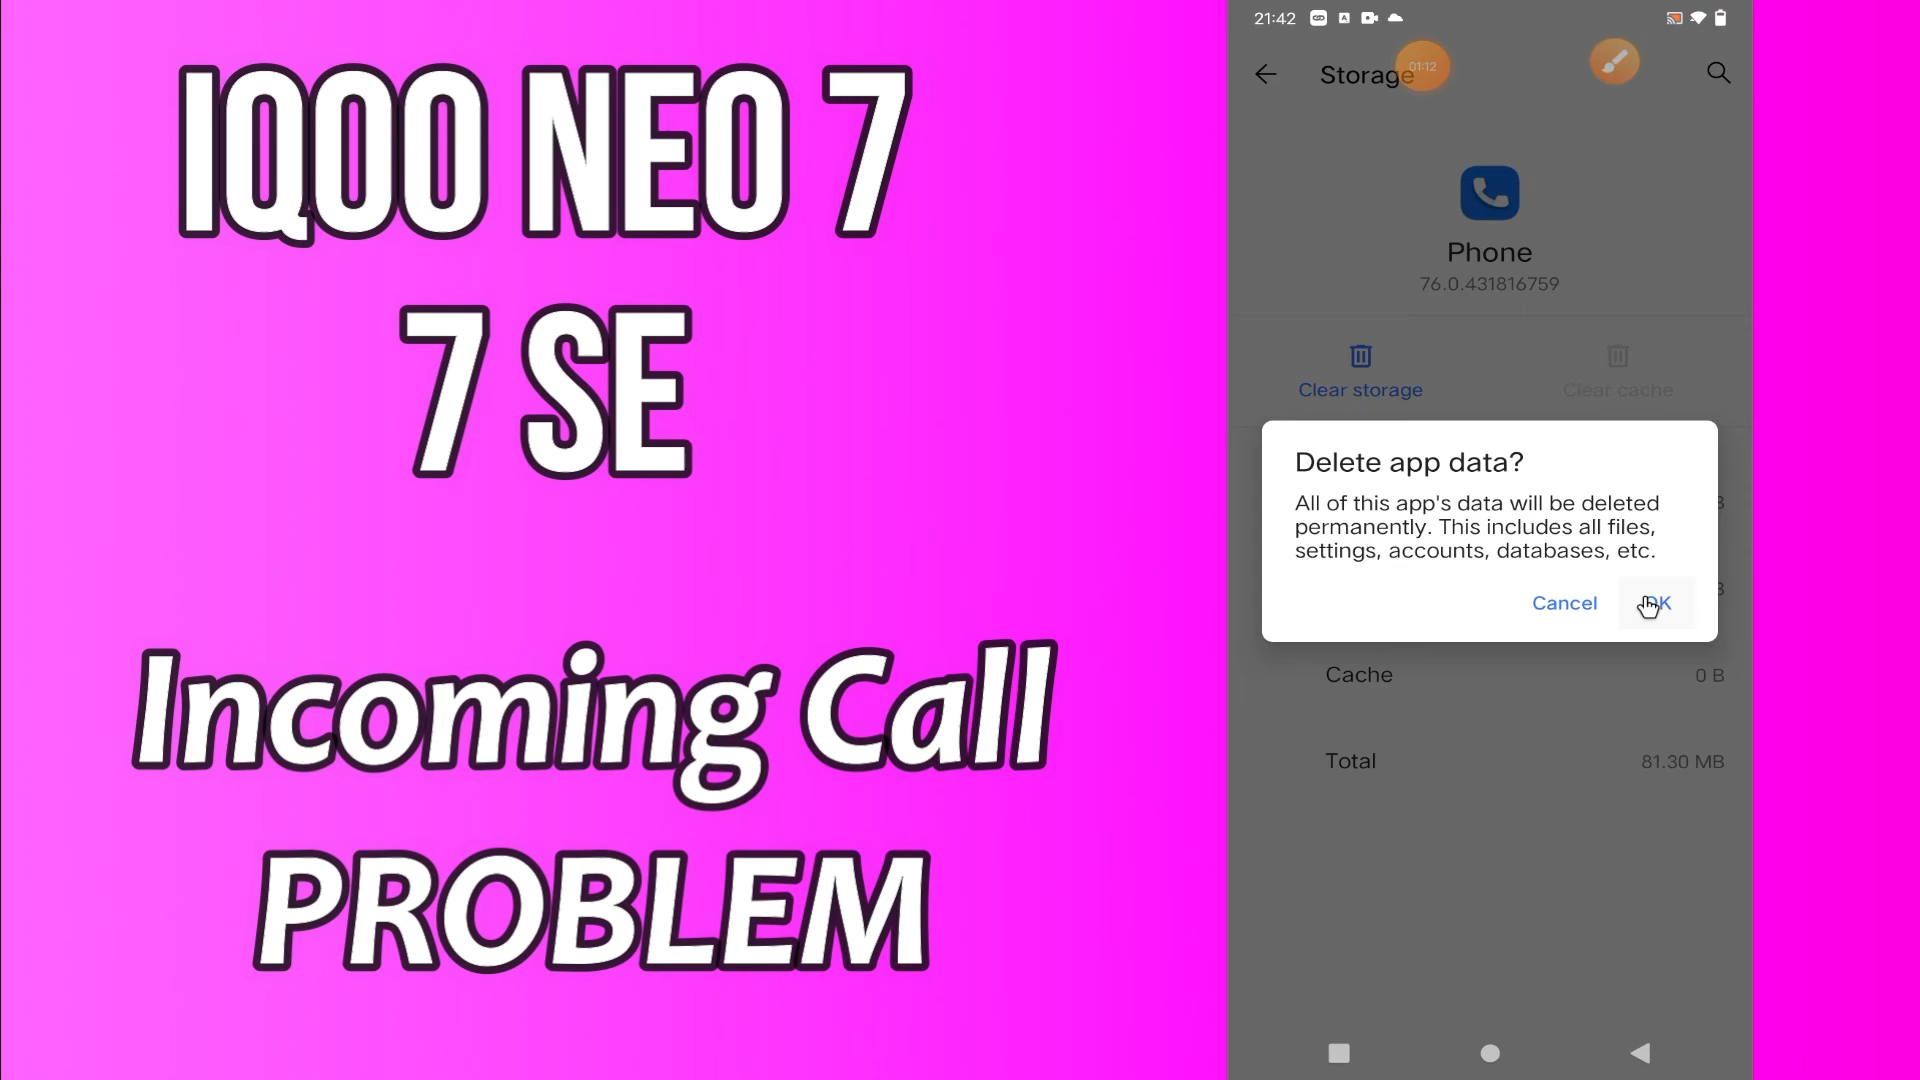 IQOO NEO 7
7 SE
Incoming Call
PROBLEM
21:42
Storage
01:12
Phone
76.0.431816759
Clear storage
Clear cache
Delete app data?
All of this app's data will be deleted
permanently. This includes all files,
settings, accounts, databases, etc.
Cancel
OK
Cache
0 B
Total
81.30 MB